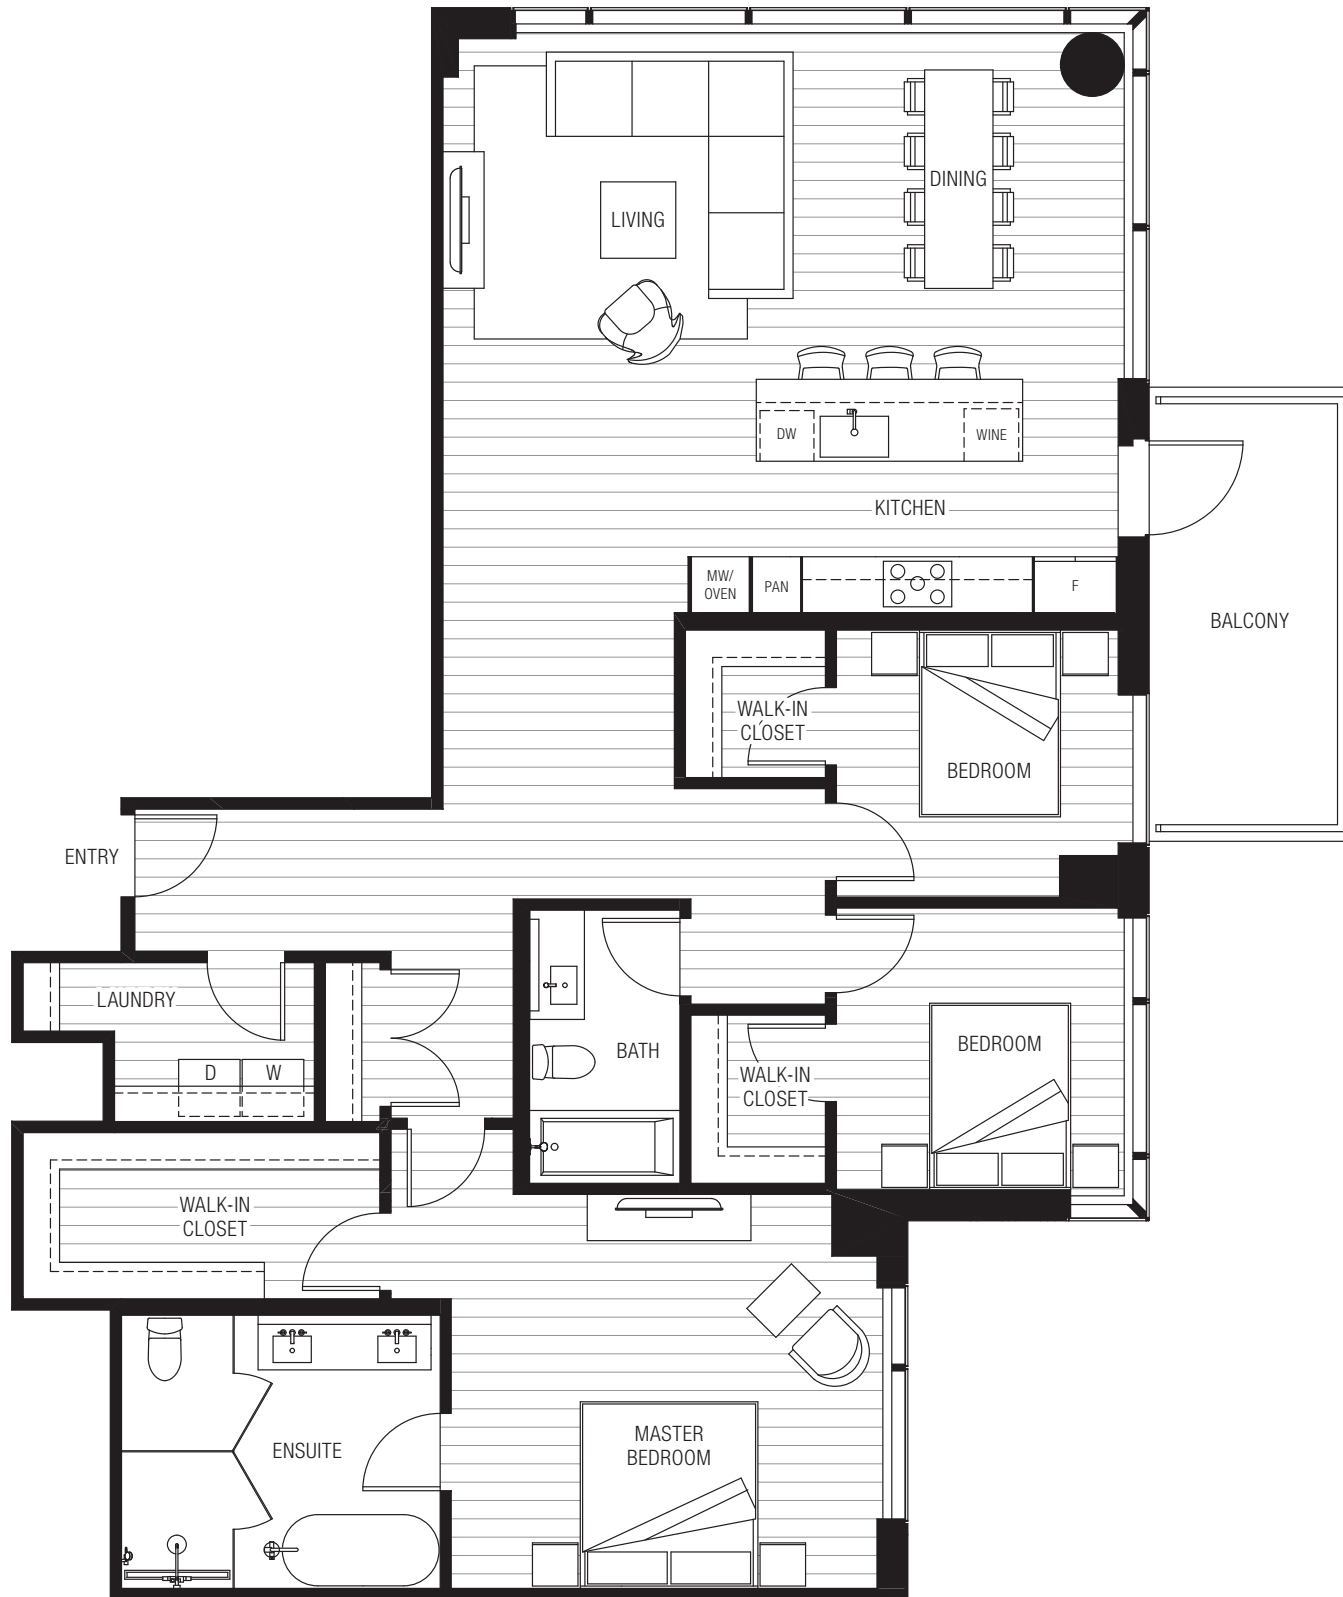 DINING
LIVING
DW
WINE
KITCHEN
MW/
OVEN
PAN
F
BALCONY
WALK-IN
CLOSET
BEDROOM
ENTRY
LAUNDRY
D
W
BATH
BEDROOM
WALK-IN
CLOSET
WALK-IN
CLOSET
MASTER
BEDROOM
ENSUITE